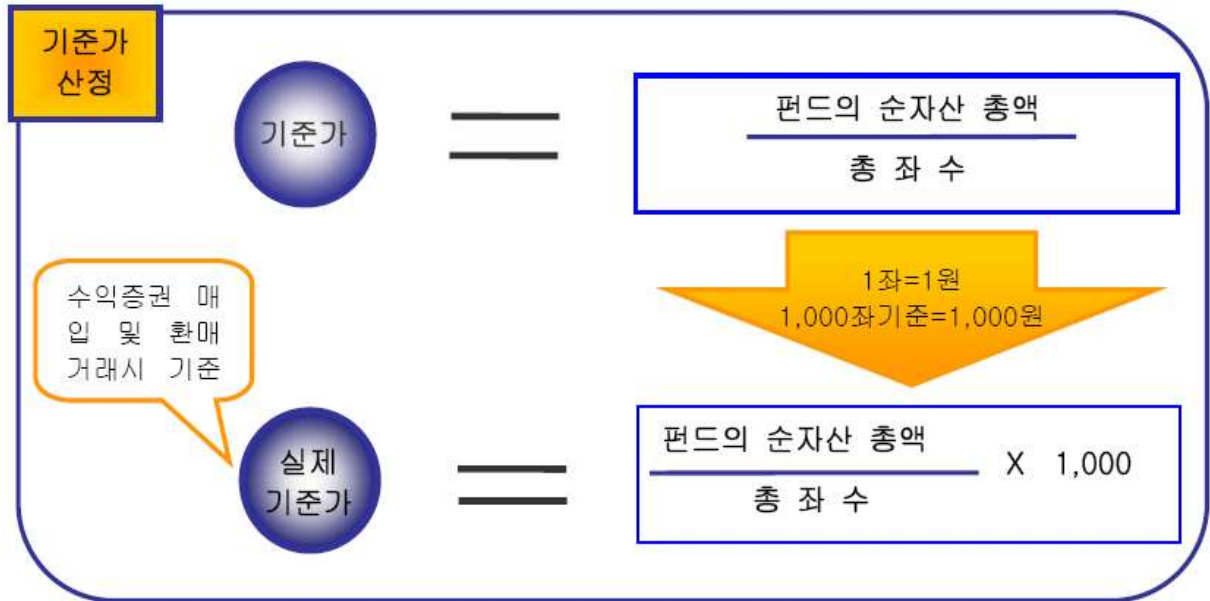 기준가
산정
기준가
펀드의 순자산 총액
총 좌 수
1좌=1원
1,000좌기준=1,000원
수익증권 매
입 및 환매
거래시 기준
실제
기준가
펀드의 순자산 총액
총 좌 수
X 1,000